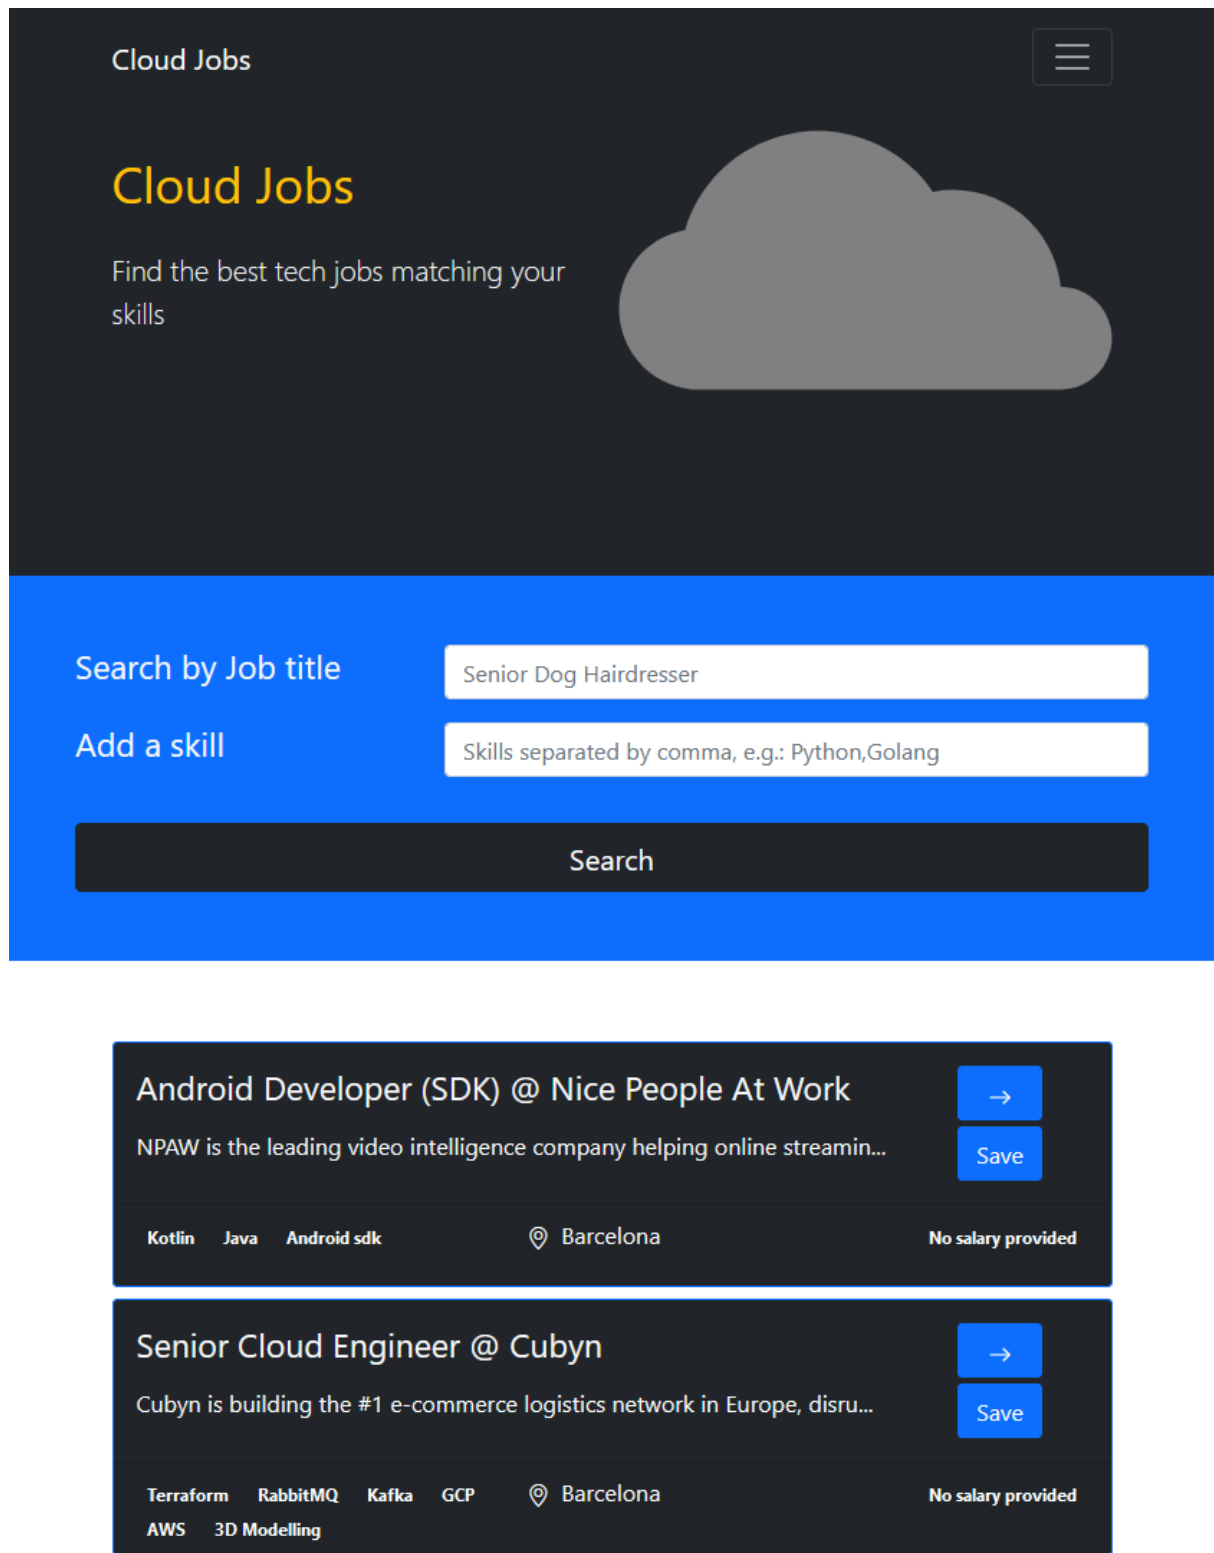 Cloud Jobs
Cloud Jobs
Find the best tech jobs matching your
skills
Search by Job title
Senior Dog Hairdresser
Add a skill
Skills separated by comma, e.g.: Python,Golang
Search
Android Developer (SDK) @ Nice People At Work
→
NPAW is the leading video intelligence company helping online streamin...
Save
Kotlin Java Android sdk Barcelona No salary provided
Senior Cloud Engineer @ Cubyn
→
Cubyn is building the #1 e-commerce logistics network in Europe, disru...
Save
Terraform RabbitMQ Kafka GCP Barcelona No salary provided
AWS 3D Modelling